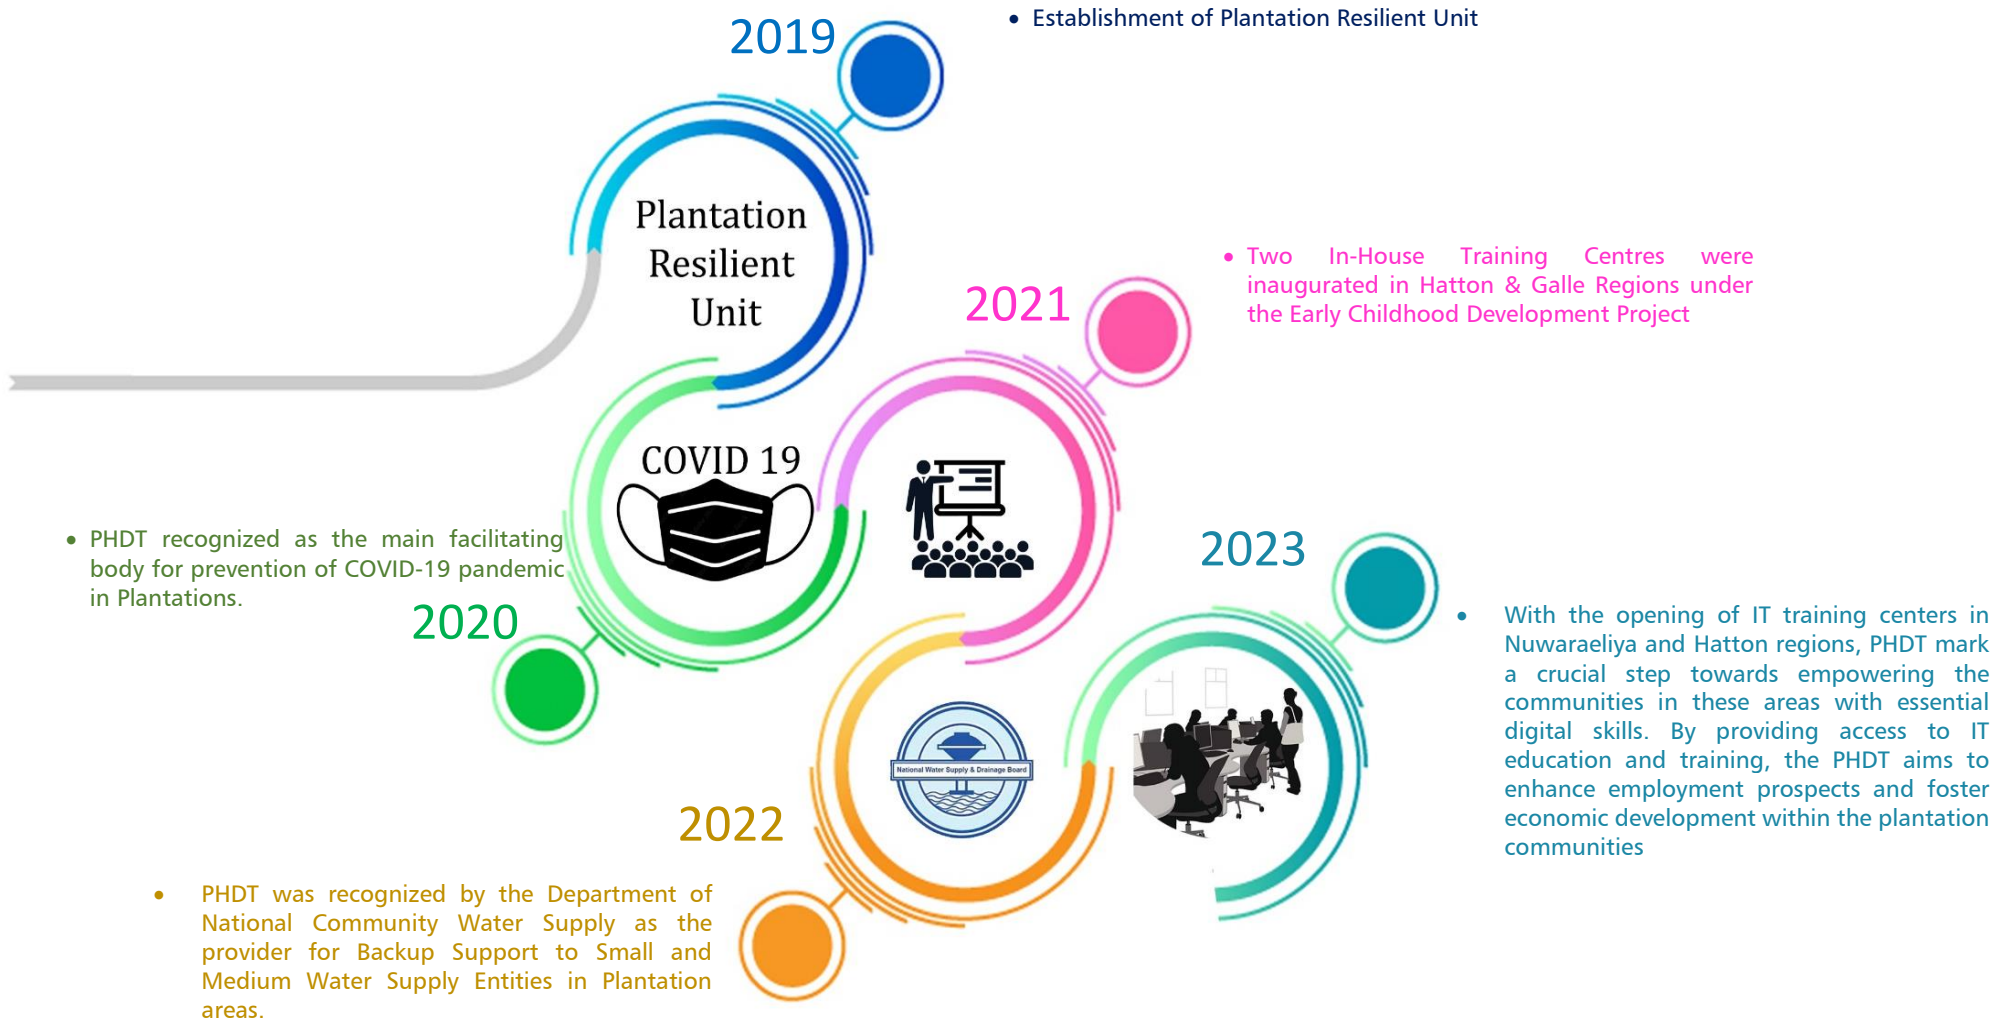 2019
• Establishment of Plantation Resilient Unit
Plantation
Resilient
Unit
2021
• Two In-House Training Centres were
inaugurated in Hatton & Galle Regions under
the Early Childhood Development Project
COVID 19
• PHDT recognized as the main facilitating
body for prevention of COVID-19 pandemic
in Plantations.
2020
2023
• With the opening of IT training centers in
Nuwaraeliya and Hatton regions, PHDT mark
a crucial step towards empowering the
communities in these areas with essential
digital skills. By providing access to IT
education and training, the PHDT aims to
enhance employment prospects and foster
economic development within the plantation
communities
National Water Supply & Drainage Board
2022
• PHDT was recognized by the Department of
National Community Water Supply as the
provider for Backup Support to Small and
Medium Water Supply Entities in Plantation
areas.